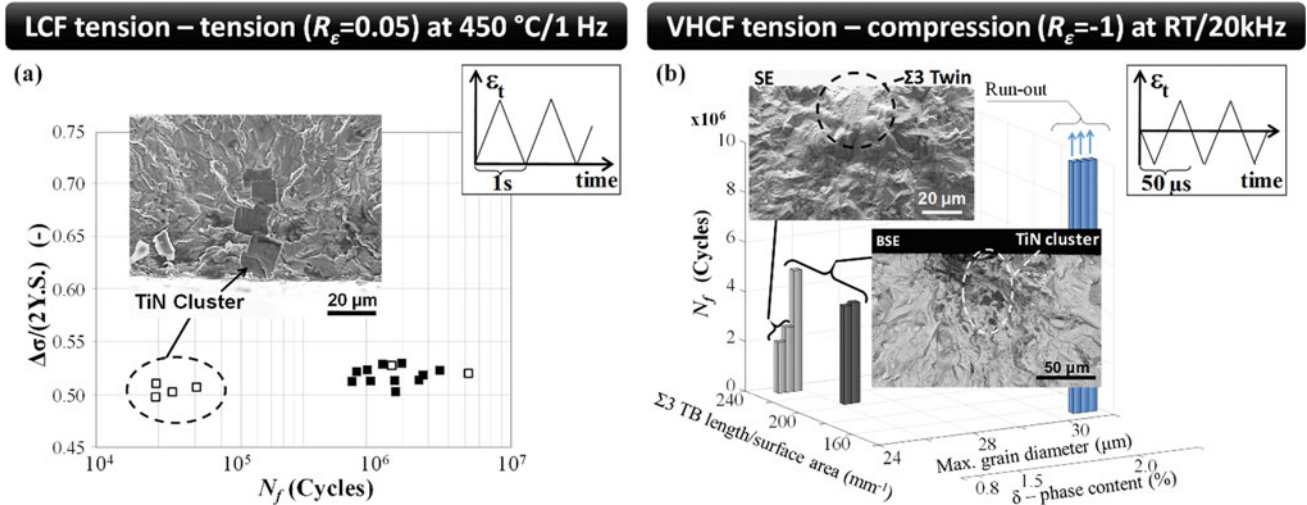 LCF tension – tension (Rε=0.05) at 450 °C/1 Hz
VHCF tension – compression (Rε=-1) at RT/20kHz
(a)
εt
1s
time
0.75
0.70
0.65
0.60
0.55
0.50
0.45
Δσ/(2 Y.S.) (-)
TiN Cluster
20 μm
10⁴
10⁵
10⁶
10⁷
Nf (Cycles)
(b)
SE
Σ3 Twin
20 μm
Run-out
εt
50 μs
time
x10⁶
10
8
6
4
2
0
Nf (Cycles)
BSE
TiN cluster
50 μm
240
200
160
Σ3 TB length/surface area (mm⁻¹)
24
28
30
Max. grain diameter (μm)
0.8
1.5
2.0
δ – phase content (%)